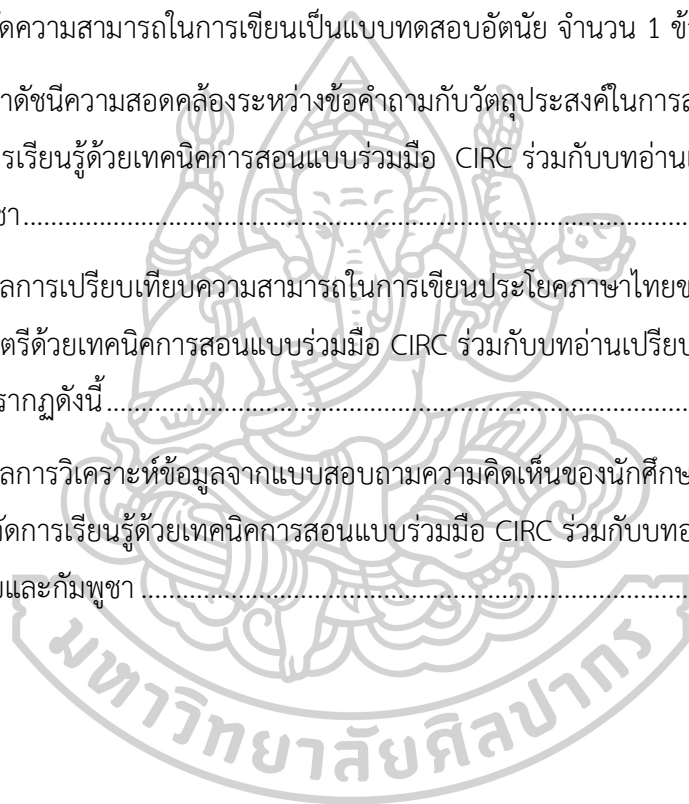 ดความสามารถในการเขียนเป็นแบบทดสอบอัตนัย จำนวน 1 ข้
าดัชนีความสอดคล้องระหว่างข้อคำถามกับวัตถุประสงค์ในการส
รเรียนรู้ด้วยเทคนิคการสอนแบบร่วมมือ CIRC ร่วมกับบทอ่านเ
ชา
ลการเปรียบเทียบความสามารถในการเขียนประโยคภาษาไทยข
ตรีด้วยเทคนิคการสอนแบบร่วมมือ CIRC ร่วมกับบทอ่านเปรียบ
รากฏดังนี้
ลการวิเคราะห์ข้อมูลจากแบบสอบถามความคิดเห็นของนักศึกษ
จัดการเรียนรู้ด้วยเทคนิคการสอนแบบร่วมมือ CIRC ร่วมกับบทอ
ยและกัมพูชา
มหาวิทยาลัยศิลปากร